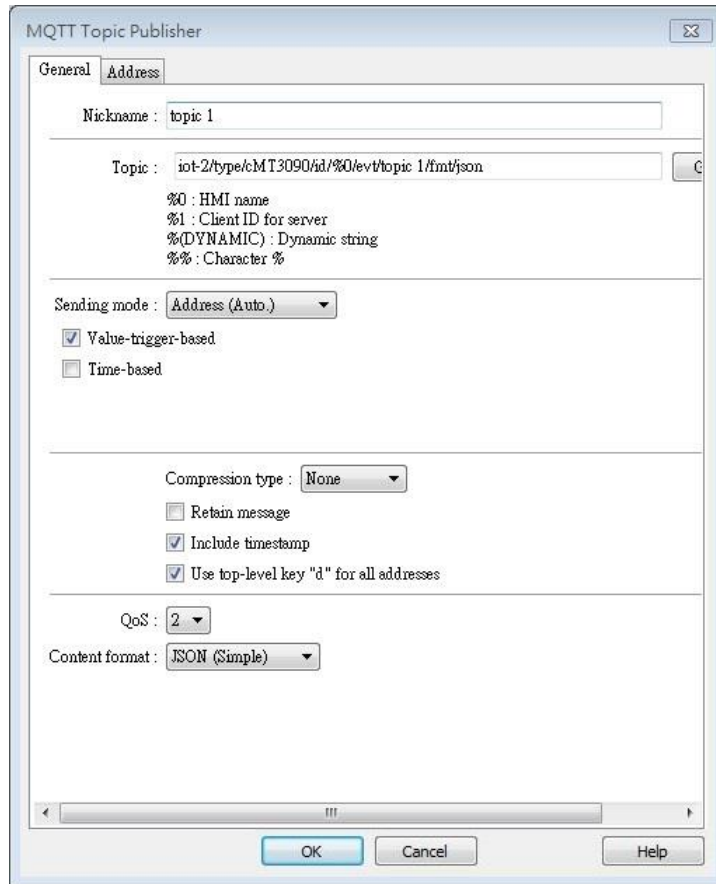 MQTT Topic Publisher
General Address
Nickname : topic 1
Topic : iot-2/type/cMT3090/id/%0/evt/topic 1/fmt/json
%0 : HMI name
%1 : Client ID for server
%(DYNAMIC) : Dynamic string
%% : Character %
Sending mode : Address (Auto.)
Value-trigger-based
Time-based
Compression type : None
Retain message
Include timestamp
Use top-level key "d" for all addresses
QoS : 2
Content format : JSON (Simple)
OK Cancel Help